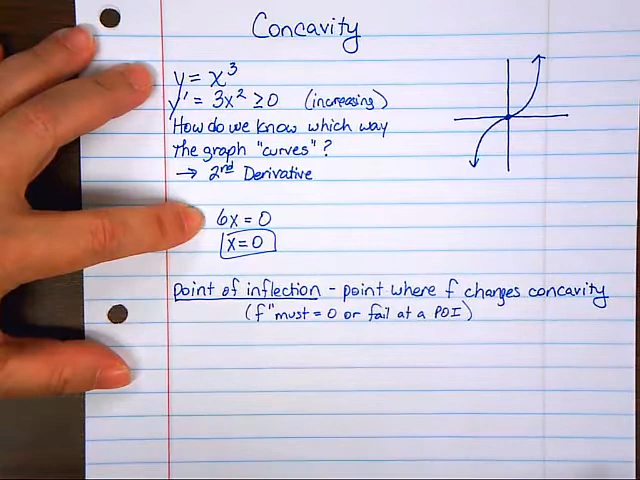 Concavity
y = x³
y' = 3x² ≥ 0 (increasing)
How do we know which way
the graph "curves"?
→ 2nd Derivative
6x = 0
x = 0
point of inflection - point where f changes concavity
(f" must = 0 or fail at a POI)